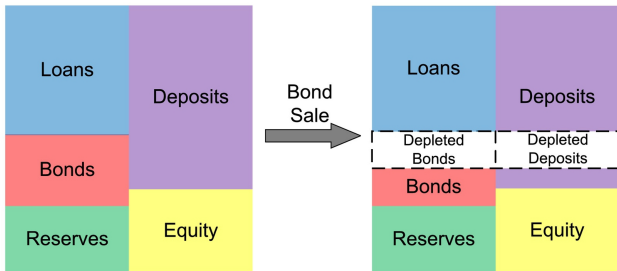 Loans
Deposits
Bonds
Reserves
Equity
Bond
Sale
Loans
Deposits
Depleted
Bonds
Depleted
Deposits
Bonds
Reserves
Equity